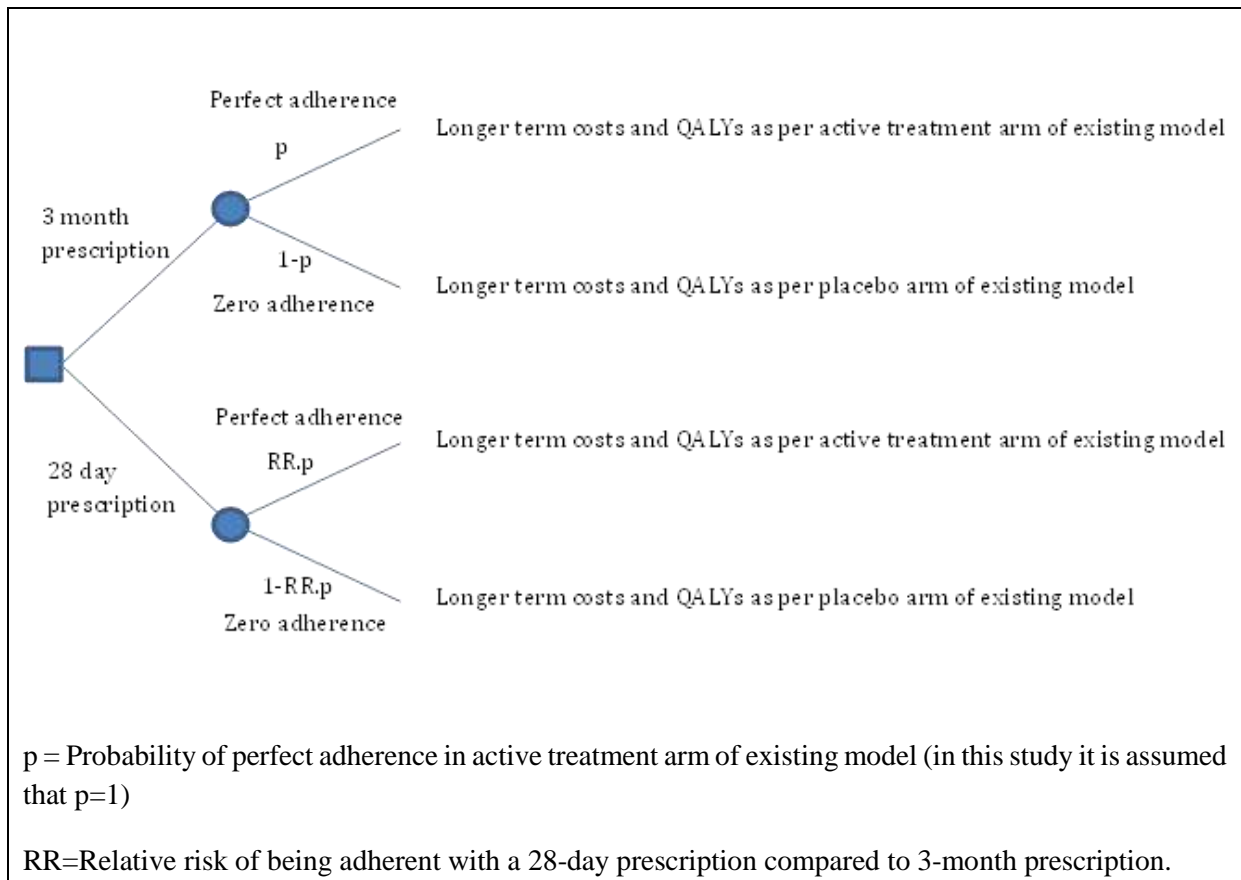 Perfect adherence
p
Longer term costs and QALYs as per active treatment arm of existing model
3 month
prescription
1-p
Zero adherence
Longer term costs and QALYs as per placebo arm of existing model
Perfect adherence
RR.p
Longer term costs and QALYs as per active treatment arm of existing model
28 day
prescription
1-RR.p
Zero adherence
Longer term costs and QALYs as per placebo arm of existing model
p = Probability of perfect adherence in active treatment arm of existing model (in this study it is assumed
that p=1)
RR=Relative risk of being adherent with a 28-day prescription compared to 3-month prescription.